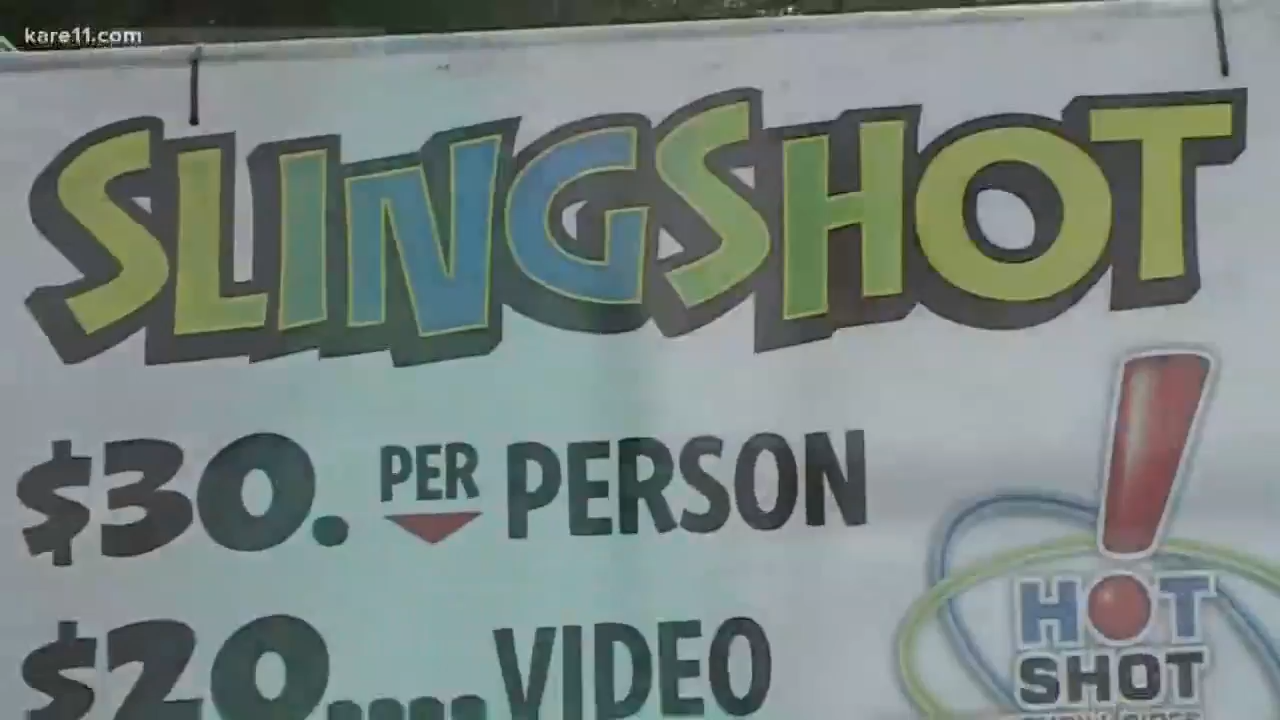 kare11.com
SLINGSHOT
$30. PER PERSON
$20....VIDEO
HOT
SHOT